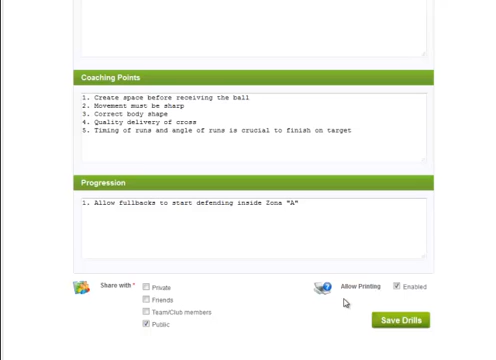 Coaching Points
1. Create space before receiving the ball
2. Movement must be sharp
3. Correct body shape
4. Quality delivery of cross
5. Timing of runs and angle of runs is crucial to finish on target
Progression
1. Allow fullbacks to start defending inside Zona "A"
Share with *
Private
Friends
Team/Club members
Public
Allow Printing
Enabled
Save Drills